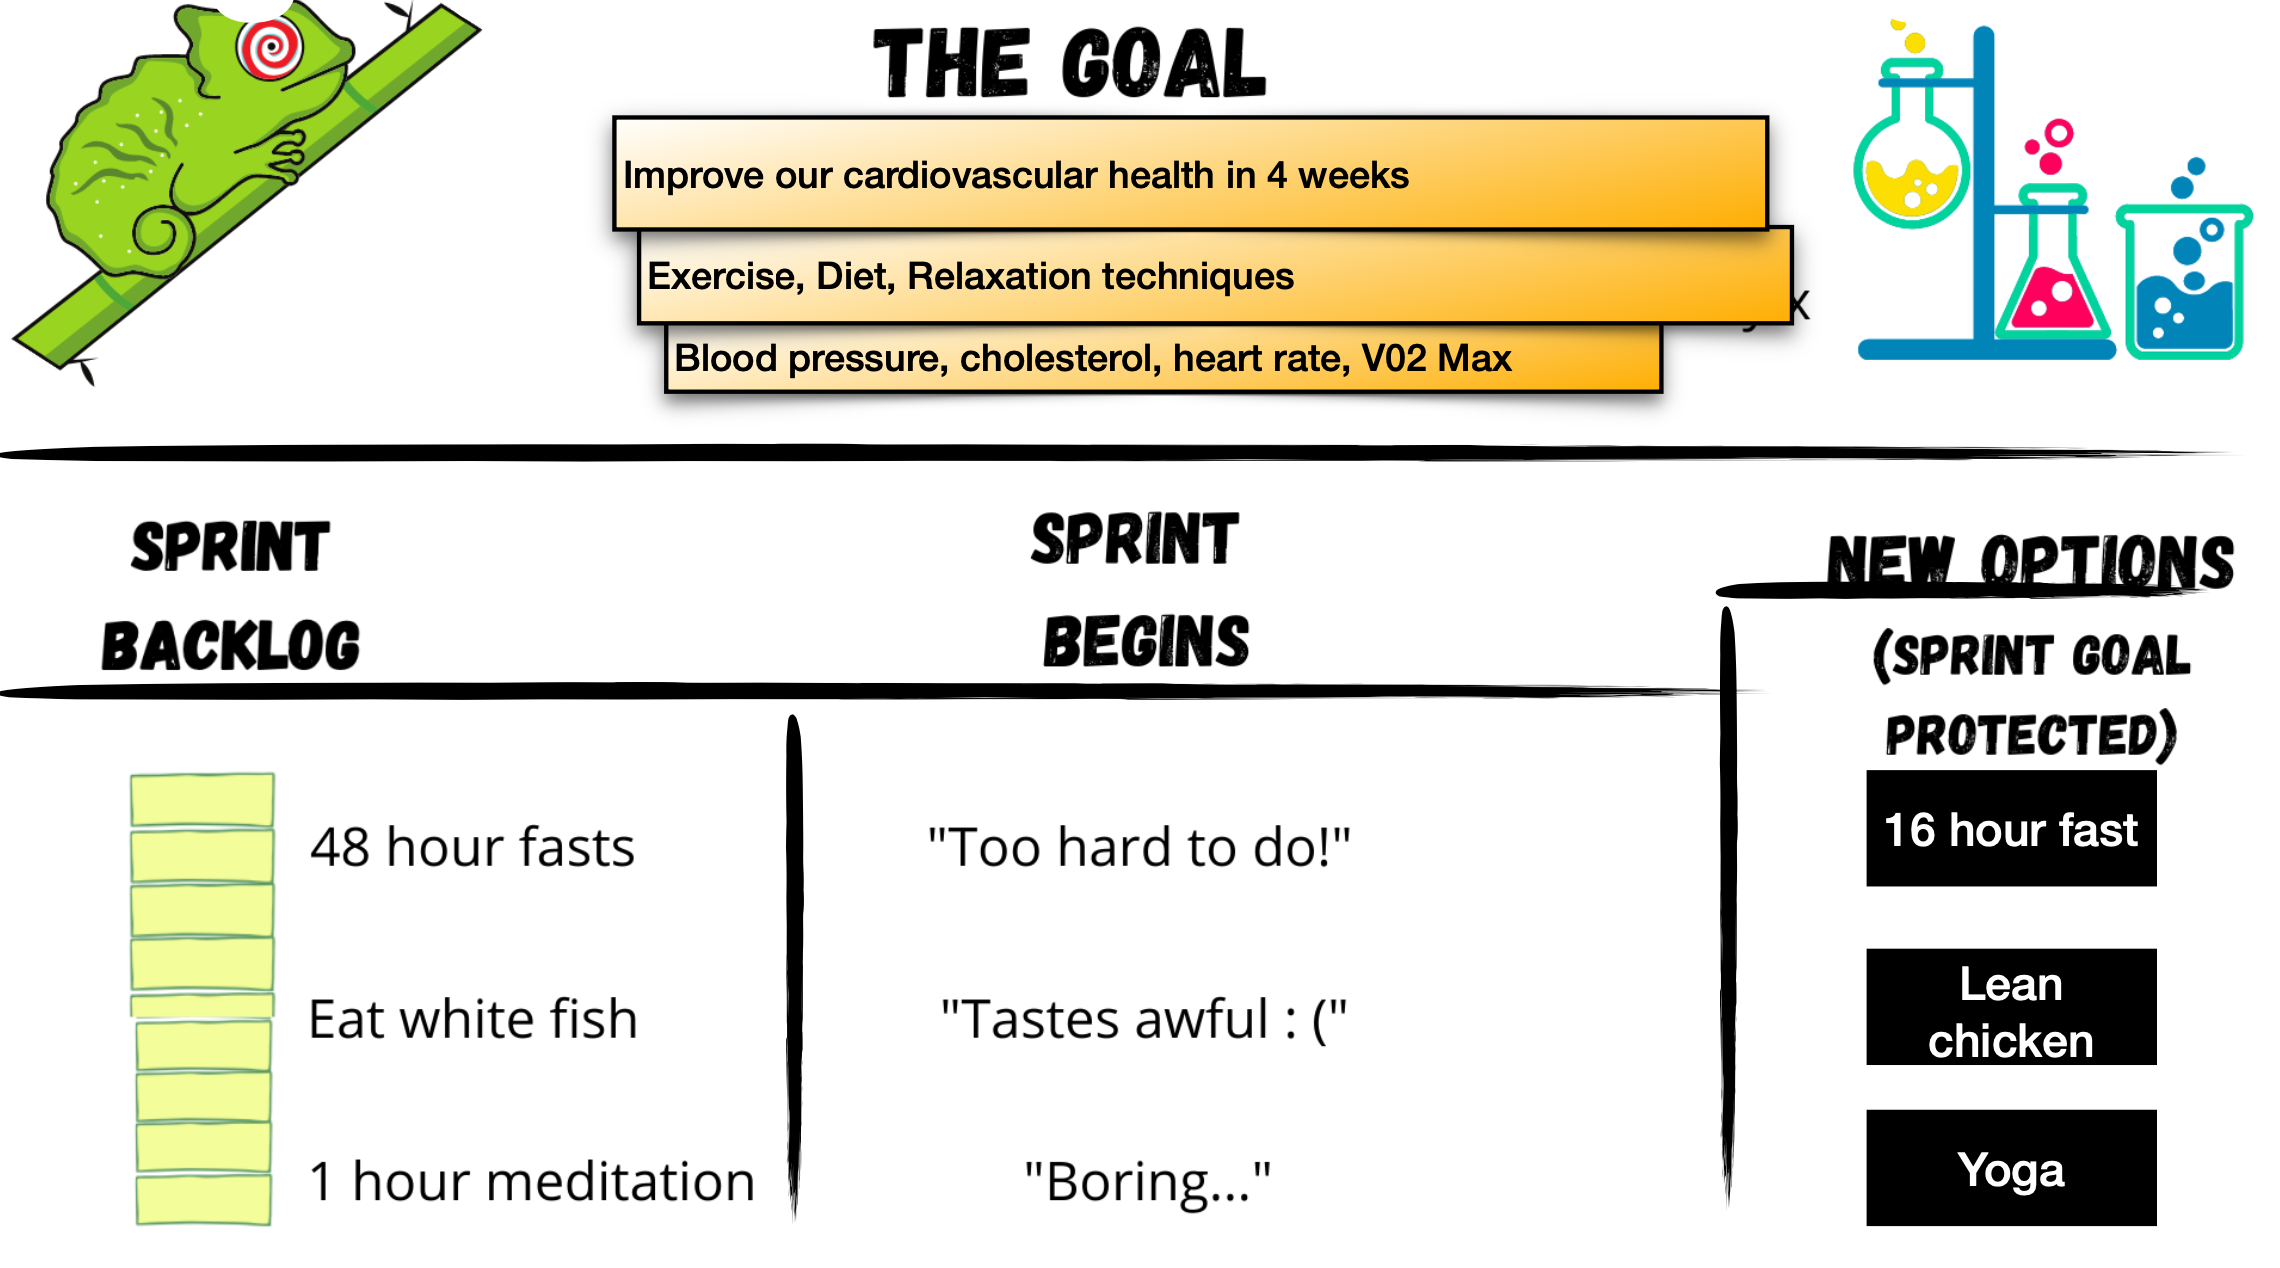 THE GOAL
Improve our cardiovascular health in 4 weeks
Exercise, Diet, Relaxation techniques
Blood pressure, cholesterol, heart rate, V02 Max
SPRINT
BACKLOG
SPRINT
BEGINS
NEW OPTIONS
(SPRINT GOAL
PROTECTED)
48 hour fasts
"Too hard to do!"
16 hour fast
Eat white fish
"Tastes awful : ("
Lean
chicken
1 hour meditation
"Boring..."
Yoga